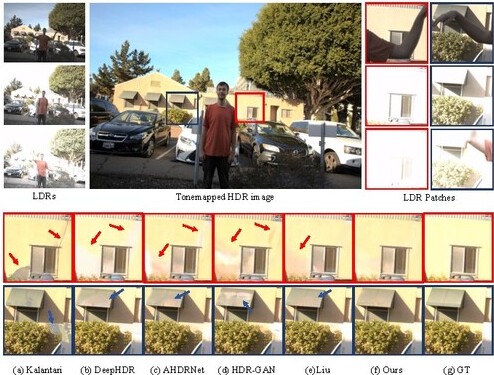 LDRs
Tonemapped HDR image
LDR Patches
(a) Kalantari
(b) DeepHDR
(c) AHDRNet
(d) HDR-GAN
(e)Liu
(f) Ours
(g) GT